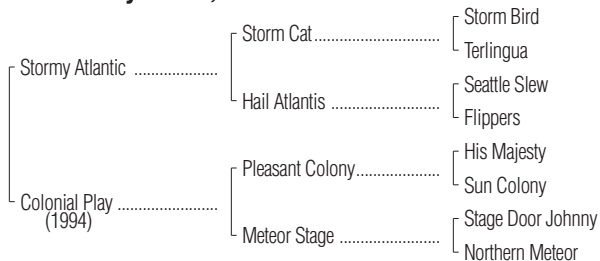 Storm Bird
Storm Cat
Terlingua
Stormy Atlantic
Seattle Slew
Hail Atlantis
Flippers
His Majesty
Pleasant Colony
Sun Colony
Colonial Play
(1994)
Stage Door Johnny
Meteor Stage
Northern Meteor